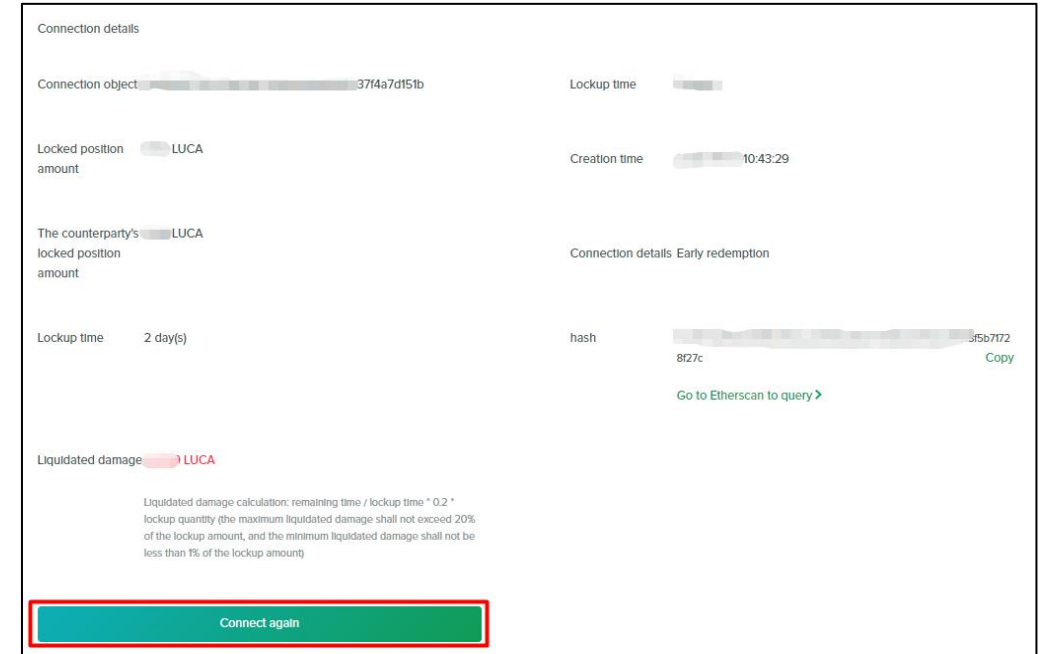 Connection details
Connection object 37f4a7d151b
Lockup time
Locked position LUCA
amount
Creation time 10:43:29
The counterparty's LUCA
locked position
amount
Connection details Early redemption
Lockup time 2 day(s)
hash 5b7f72
8f27c Copy
Go to Etherscan to query >
Liquidated damage LUCA
Liquidated damage calculation: remaining time / lockup time * 0.2 *
lockup quantity (the maximum liquidated damage shall not exceed 20%
of the lockup amount, and the minimum liquidated damage shall not be
less than 1% of the lockup amount)
Connect again